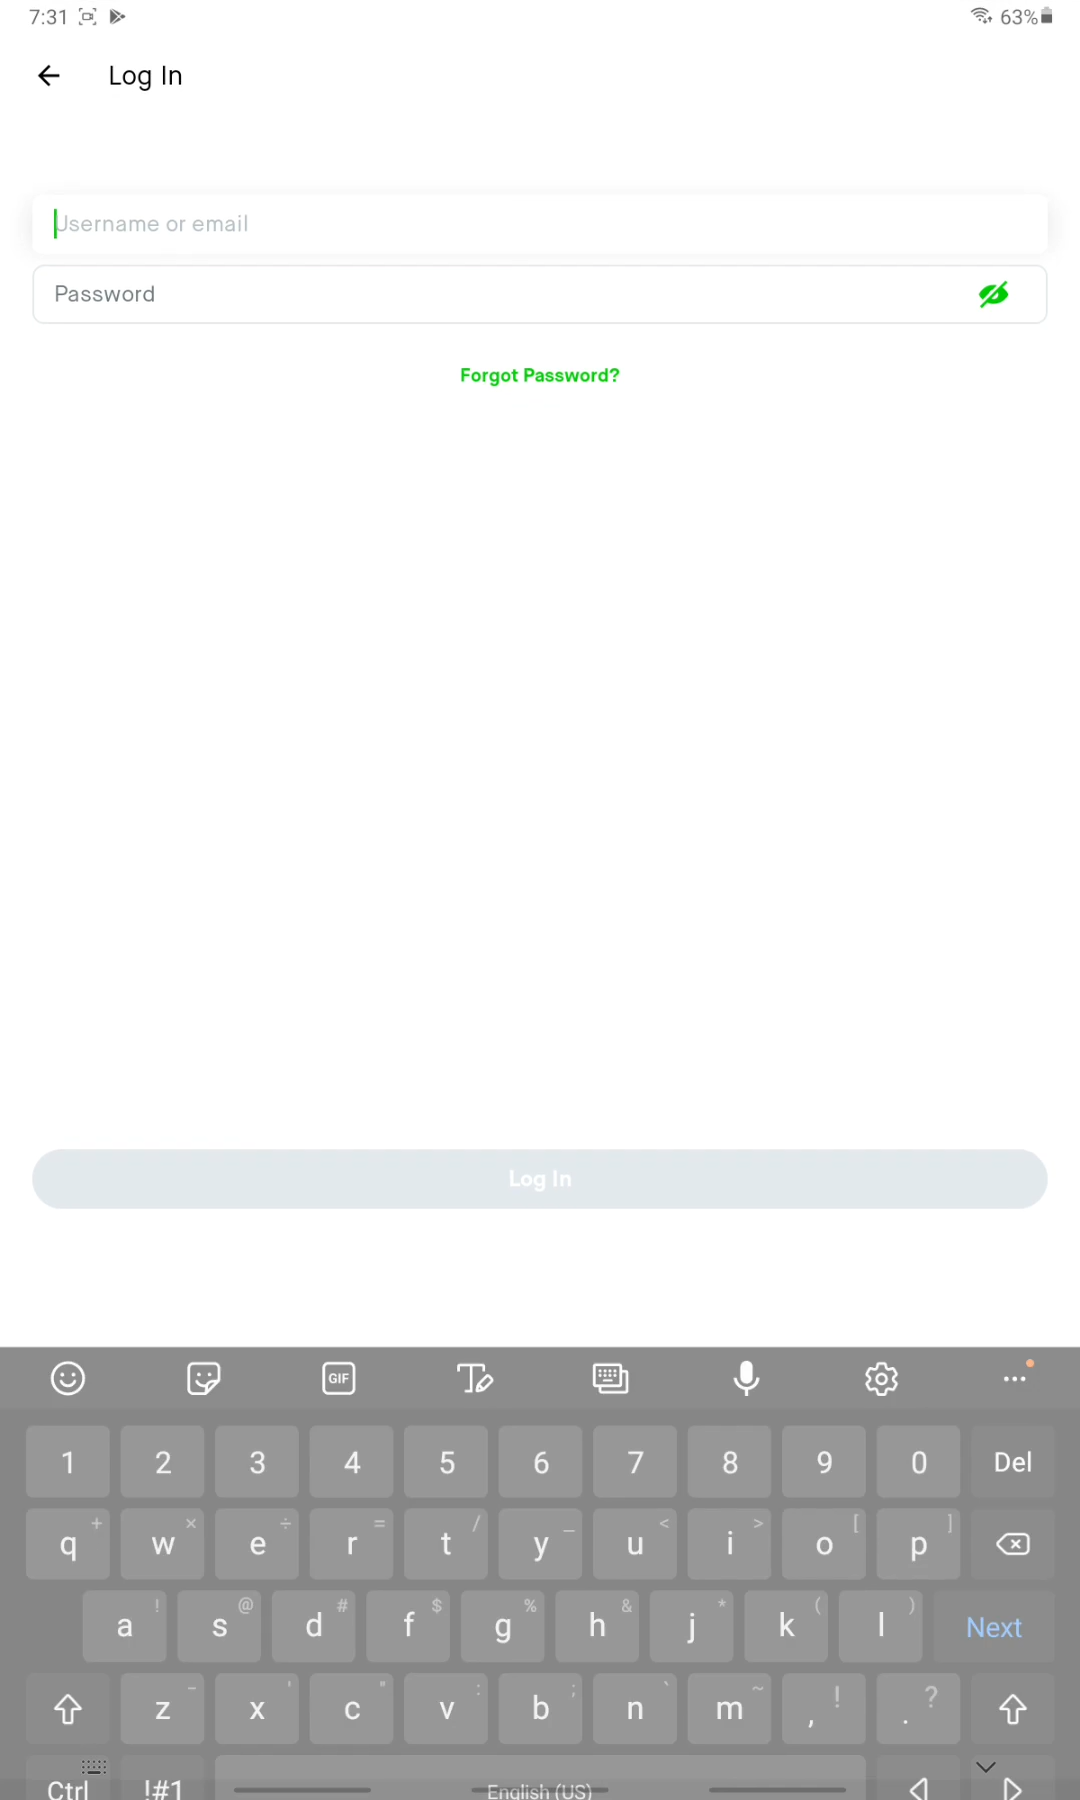 7:31 63%
Log In
Username or email
Password
Forgot Password?
Log In
GIF
1 2 3 4 5 6 7 8 9 0 Del
q + w × e ÷ r = t / y _ u < i > o [ p ]
a ! s @ d # f $ g % h & j * k ( l ) Next
z - x ' c " v : b ; n ` m ~ , ! . ?
Ctrl !#1 English (US)